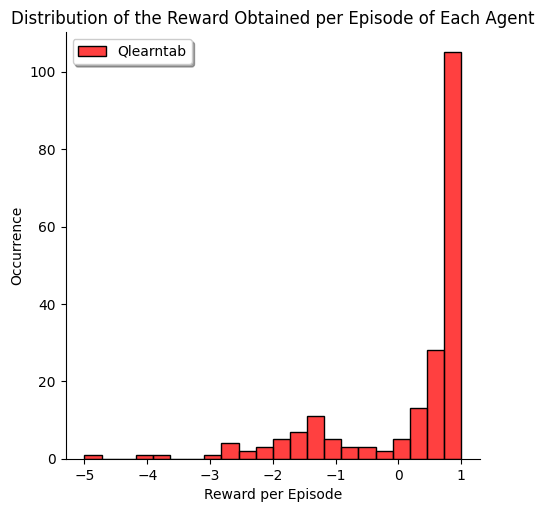 Distribution of the Reward Obtained per Episode of Each Agent
Qlearntab
100
80
60
40
20
0
Occurrence
−5 −4 −3 −2 −1 0 1
Reward per Episode